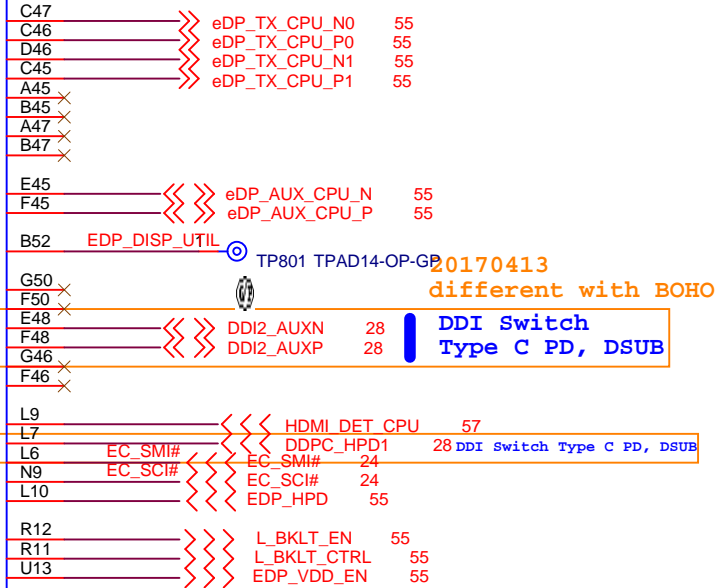 C47 eDP_TX_CPU_N0 55
C46 eDP_TX_CPU_P0 55
D46 eDP_TX_CPU_N1 55
C45 eDP_TX_CPU_P1 55
A45
B45
A47
B47
E45 eDP_AUX_CPU_N 55
F45 eDP_AUX_CPU_P 55
B52 EDP_DISP_UTIL 1
TP801 TPAD14-OP-GP
20170413
different with BOHO
G50
F50
E48 DDI2_AUXN 28 DDI Switch
F48 DDI2_AUXP 28 Type C PD, DSUB
G46
F46
L9 HDMI_DET_CPU 57
L7 DDPC_HPD1 28 DDI Switch Type C PD, DSUB
L6 EC_SMI# EC_SMI# 24
N9 EC_SCI# EC_SCI# 24
L10 EDP_HPD 55
R12 L_BKLT_EN 55
R11 L_BKLT_CTRL 55
U13 EDP_VDD_EN 55